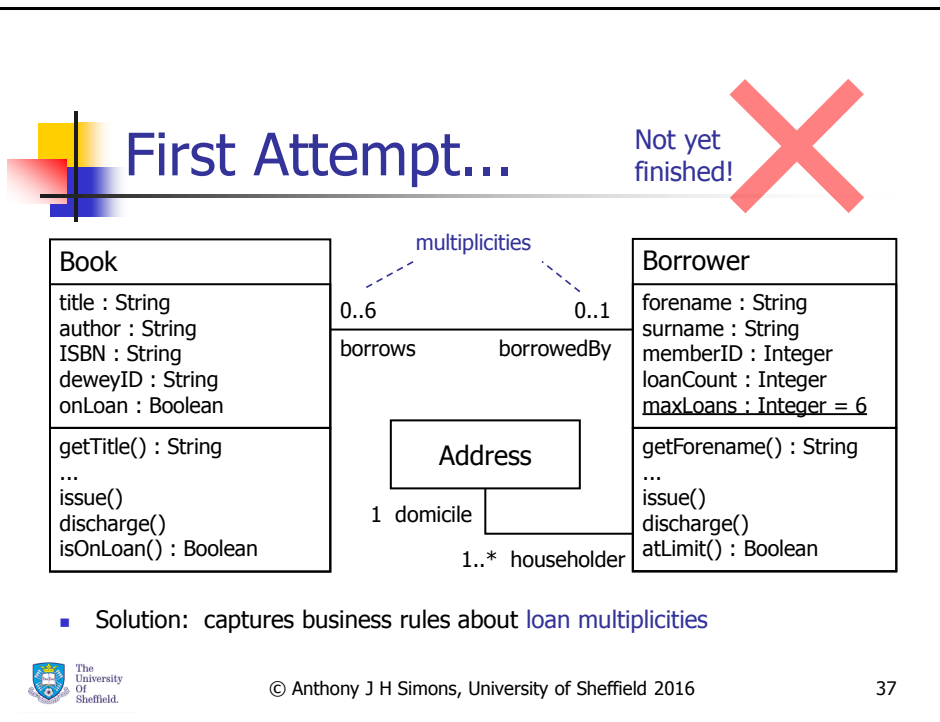 First Attempt...
Not yet
finished!
multiplicities
Book
title : String
author : String
ISBN : String
deweyID : String
onLoan : Boolean
getTitle() : String
...
issue()
discharge()
isOnLoan() : Boolean
0..6
0..1
borrows
borrowedBy
Address
1 domicile
1..* householder
Borrower
forename : String
surname : String
memberID : Integer
loanCount : Integer
maxLoans : Integer = 6
getForename() : String
...
issue()
discharge()
atLimit() : Boolean
Solution: captures business rules about loan multiplicities
The
University
Of
Sheffield.
© Anthony J H Simons, University of Sheffield 2016
37